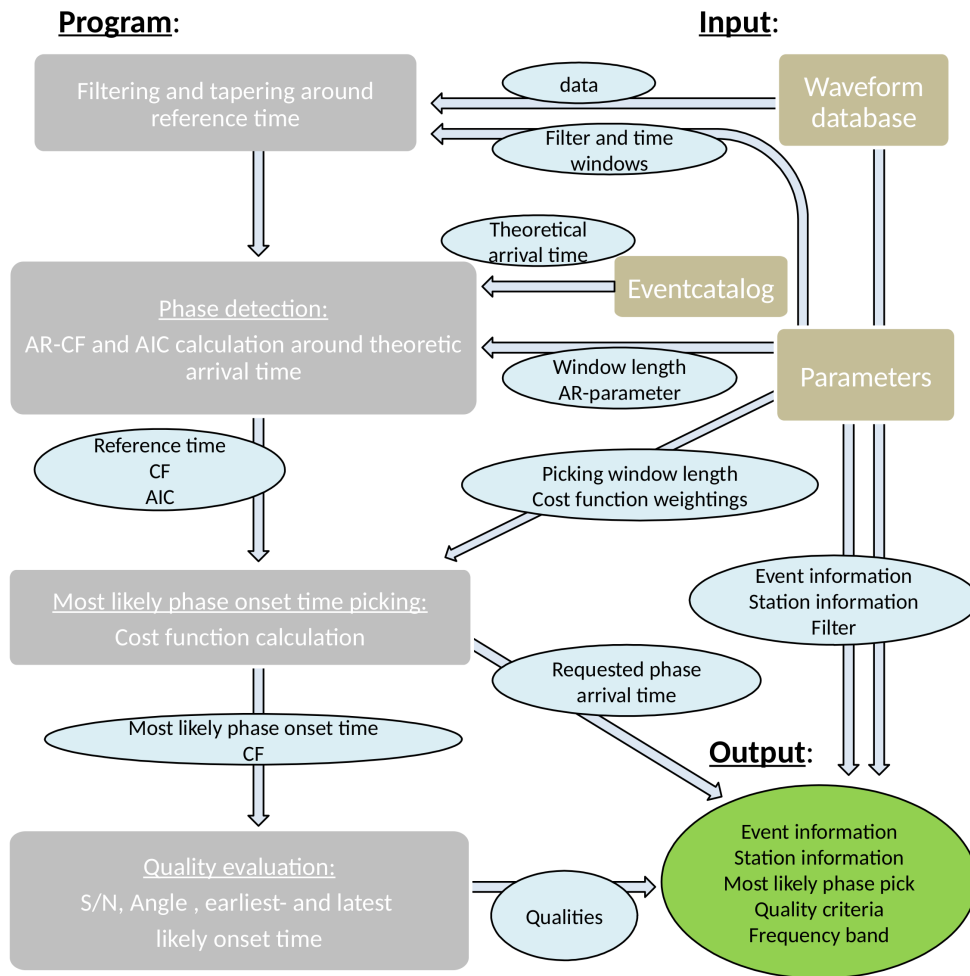 Program:
Input:
Filtering and tapering around
reference time
data
Waveform
database
Filter and time
windows
Theoretical
arrival time
Eventcatalog
Phase detection:
AR-CF and AIC calculation around theoretic
arrival time
Window length
AR-parameter
Parameters
Reference time
CF
AIC
Picking window length
Cost function weightings
Event information
Station information
Filter
Most likely phase onset time picking:
Cost function calculation
Requested phase
arrival time
Most likely phase onset time
CF
Output:
Quality evaluation:
S/N, Angle , earliest- and latest
likely onset time
Qualities
Event information
Station information
Most likely phase pick
Quality criteria
Frequency band